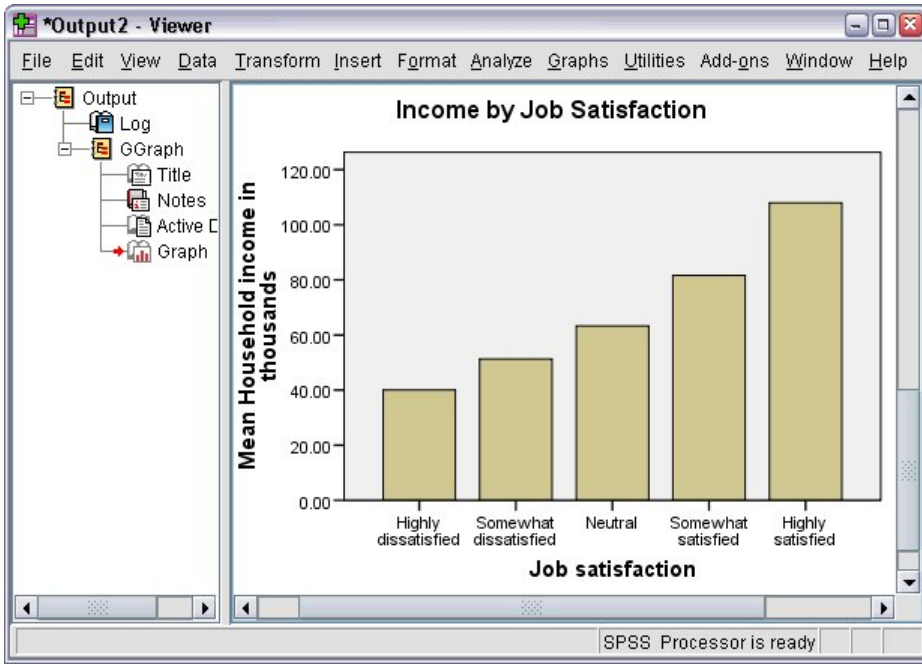 *Output2 - Viewer
File Edit View Data Transform Insert Format Analyze Graphs Utilities Add-ons Window Help
Output
Log
GGraph
Title
Notes
Active D
Graph
Income by Job Satisfaction
Mean Household income in
thousands
120.00
100.00
80.00
60.00
40.00
20.00
0.00
Highly
dissatisfied
Somewhat
dissatisfied
Neutral
Somewhat
satisfied
Highly
satisfied
Job satisfaction
SPSS Processor is ready